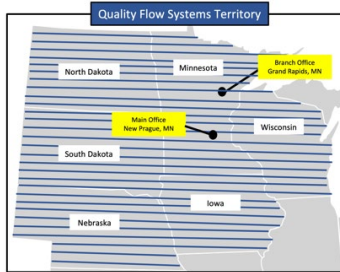 Quality Flow Systems Territory
Branch Office
Grand Rapids, MN
Minnesota
North Dakota
Main Office
New Prague, MN
Wisconsin
South Dakota
Iowa
Nebraska